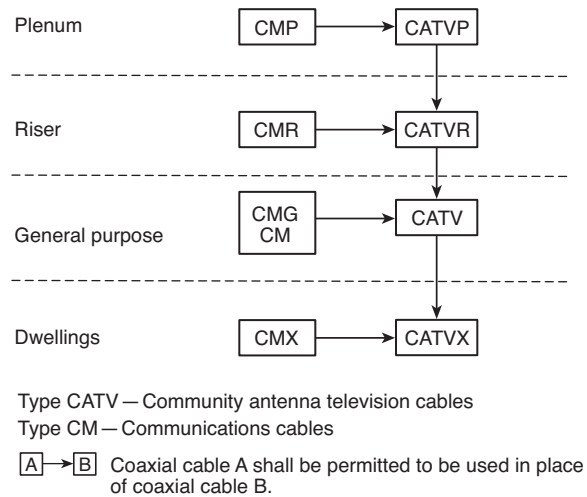 Plenum CMP CATVP
Riser CMR CATVR
General purpose CMG CM CATV
Dwellings CMX CATVX
Type CATV — Community antenna television cables
Type CM — Communications cables
A B Coaxial cable A shall be permitted to be used in place
of coaxial cable B.